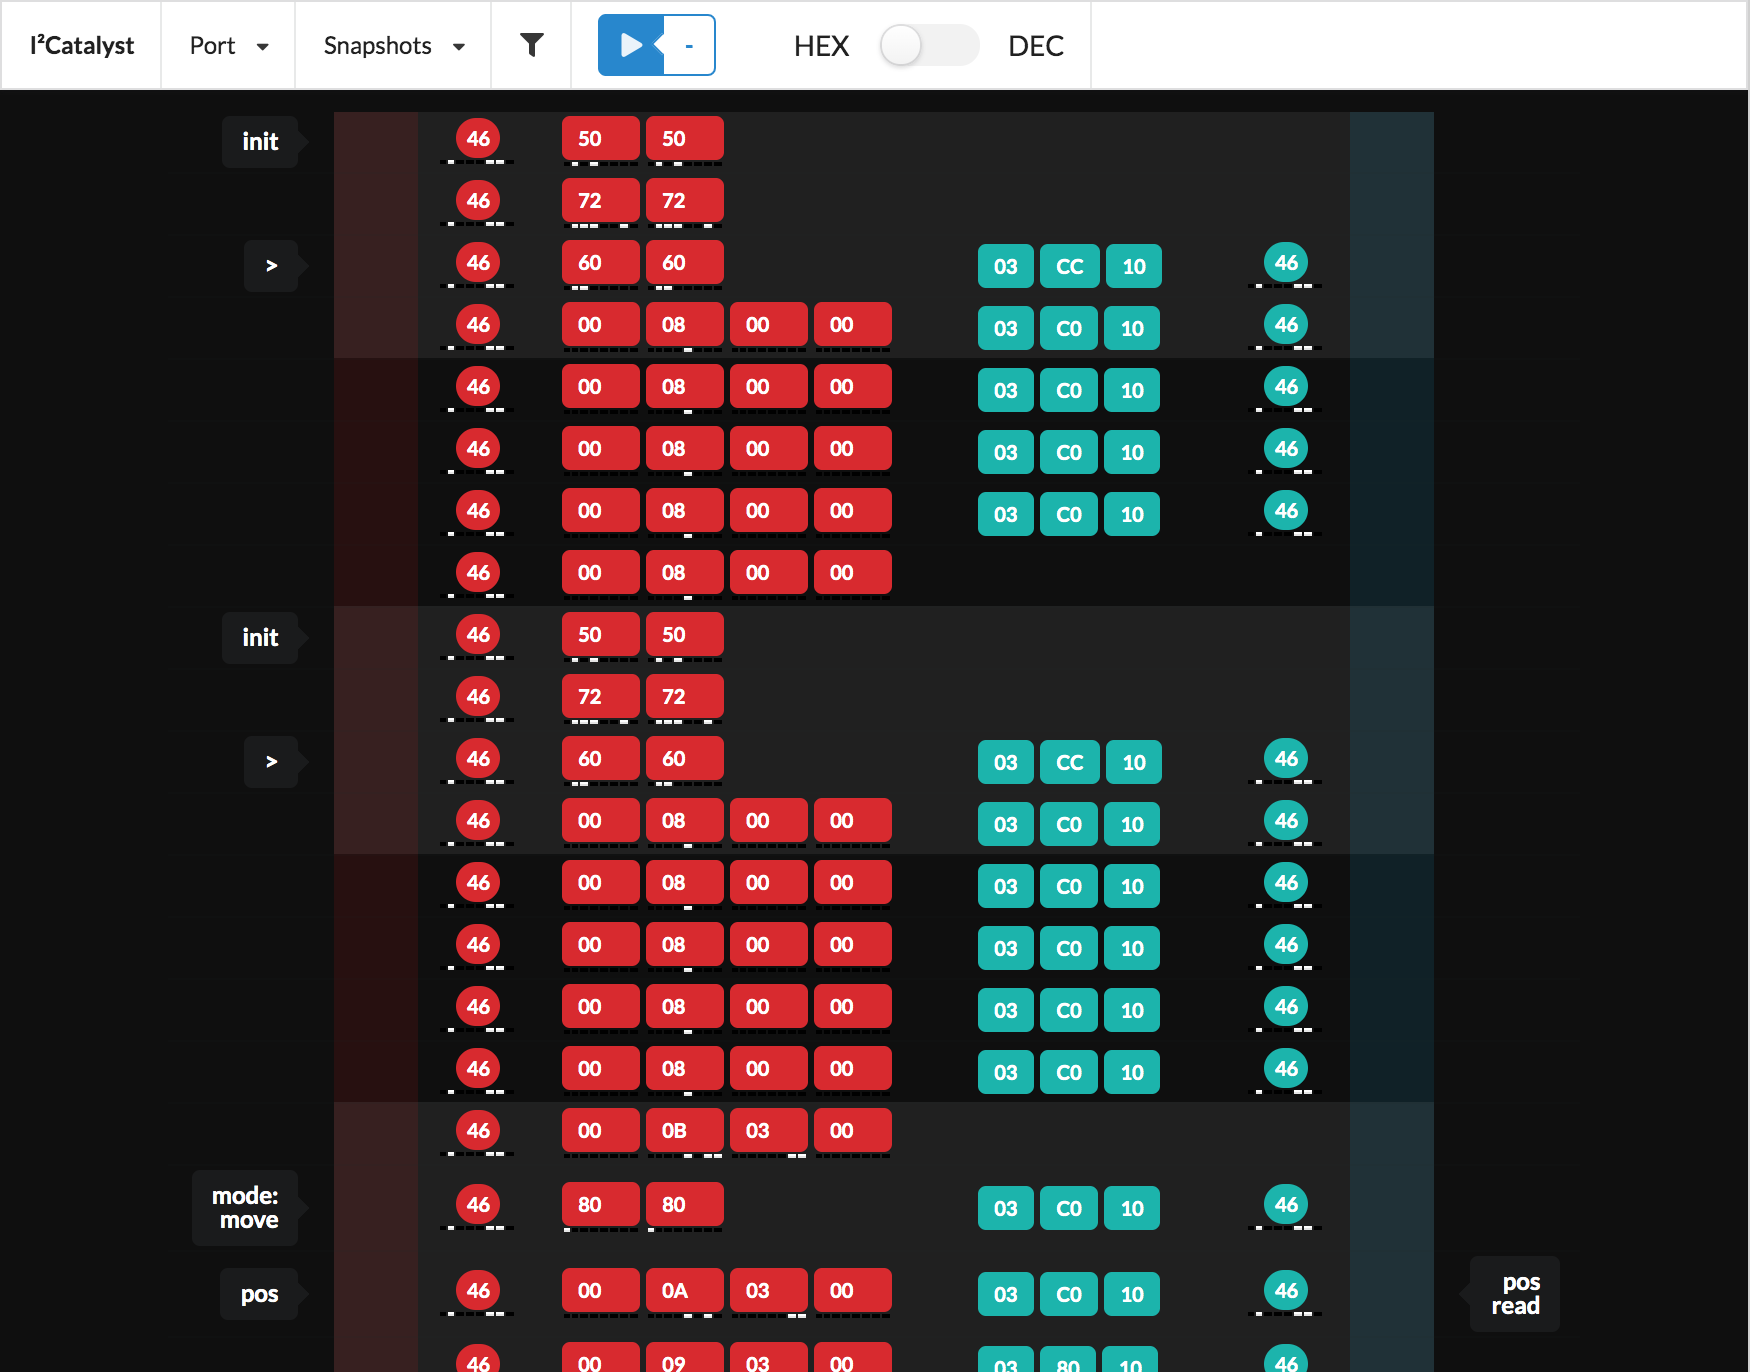 I²Catalyst Port Snapshots - HEX DEC
init 46 50 50
46 72 72
> 46 60 60 03 CC 10 46
46 00 08 00 00 03 C0 10 46
46 00 08 00 00 03 C0 10 46
46 00 08 00 00 03 C0 10 46
46 00 08 00 00 03 C0 10 46
46 00 08 00 00
init 46 50 50
46 72 72
> 46 60 60 03 CC 10 46
46 00 08 00 00 03 C0 10 46
46 00 08 00 00 03 C0 10 46
46 00 08 00 00 03 C0 10 46
46 00 08 00 00 03 C0 10 46
46 00 08 00 00 03 C0 10 46
46 00 0B 03 00
mode:
move 46 80 80 03 C0 10 46
pos 46 00 0A 03 00 03 C0 10 46 pos
read
46 00 09 03 00 03 80 10 46